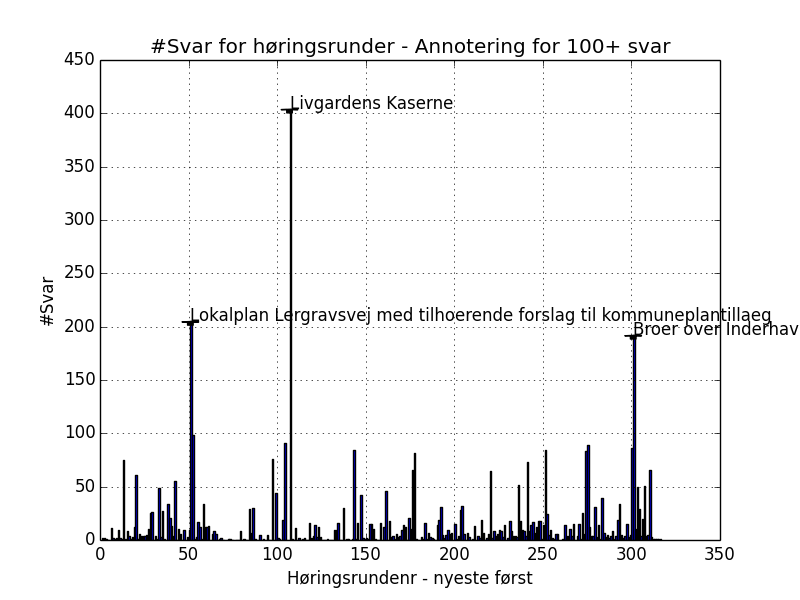 #Svar for høringsrunder - Annotering for 100+ svar
450
400
350
300
250
200
150
100
50
0
#Svar
Livgardens Kaserne
Lokalplan Lergravsvej med tilhoerende forslag til kommuneplantillaeg
Broer over Inderhav
0 50 100 150 200 250 300 350
Høringsrundenr - nyeste først